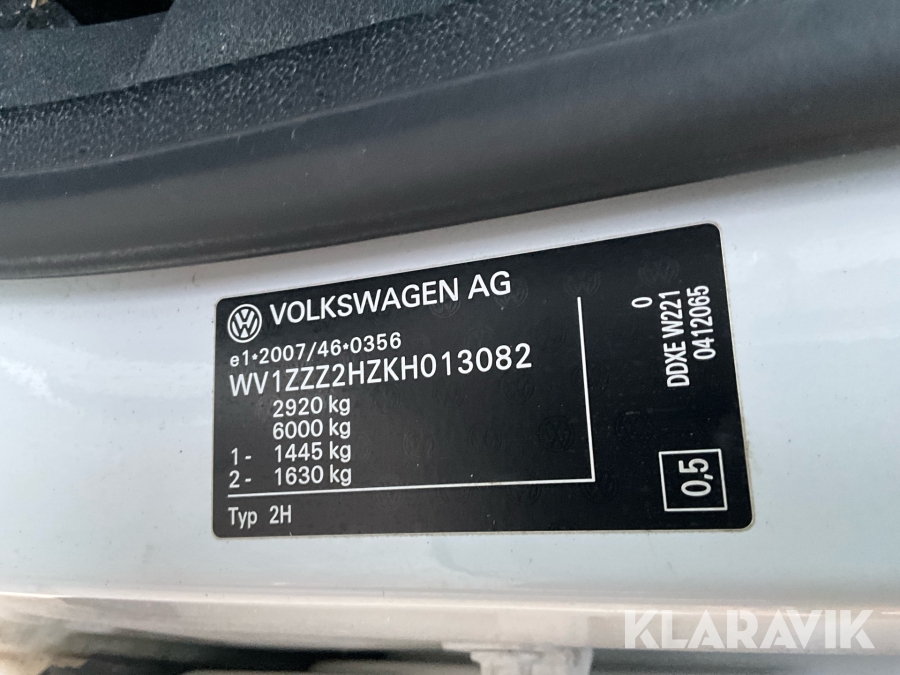 VOLKSWAGEN AG
e1*2007/46*0356
WV1ZZZ2HZKH013082
2920 kg
6000 kg
1- 1445 kg
2- 1630 kg
Typ 2H
0
DDXE W221
0412065
0,5
KLARAVIK